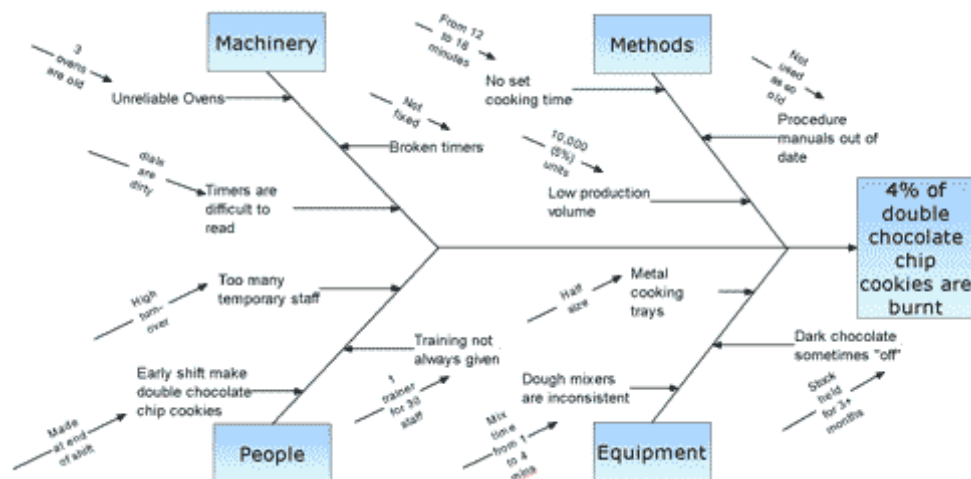 Machinery
Methods
3
ovens
are old
Unreliable Ovens
Not
fixed
Broken timers
dials
are
dirty
Timers are
difficult to
read
From 12
to 18
minutes
No set
cooking time
Not
used
as so
old
Procedure
manuals out of
date
10,000
(5%)
units
Low production
volume
4% of
double
chocolate
chip
cookies are
burnt
High
turn-
over
Too many
temporary staff
Training not
always given
1
trainer
for 30
staff
Early shift make
double chocolate
chip cookies
Made
at end
of shift
Half
size
Metal
cooking
trays
Dark chocolate
sometimes "off"
Stock
held
for 3+
months
Dough mixers
are inconsistent
Mix
time
from 1
to 4
mins
People
Equipment